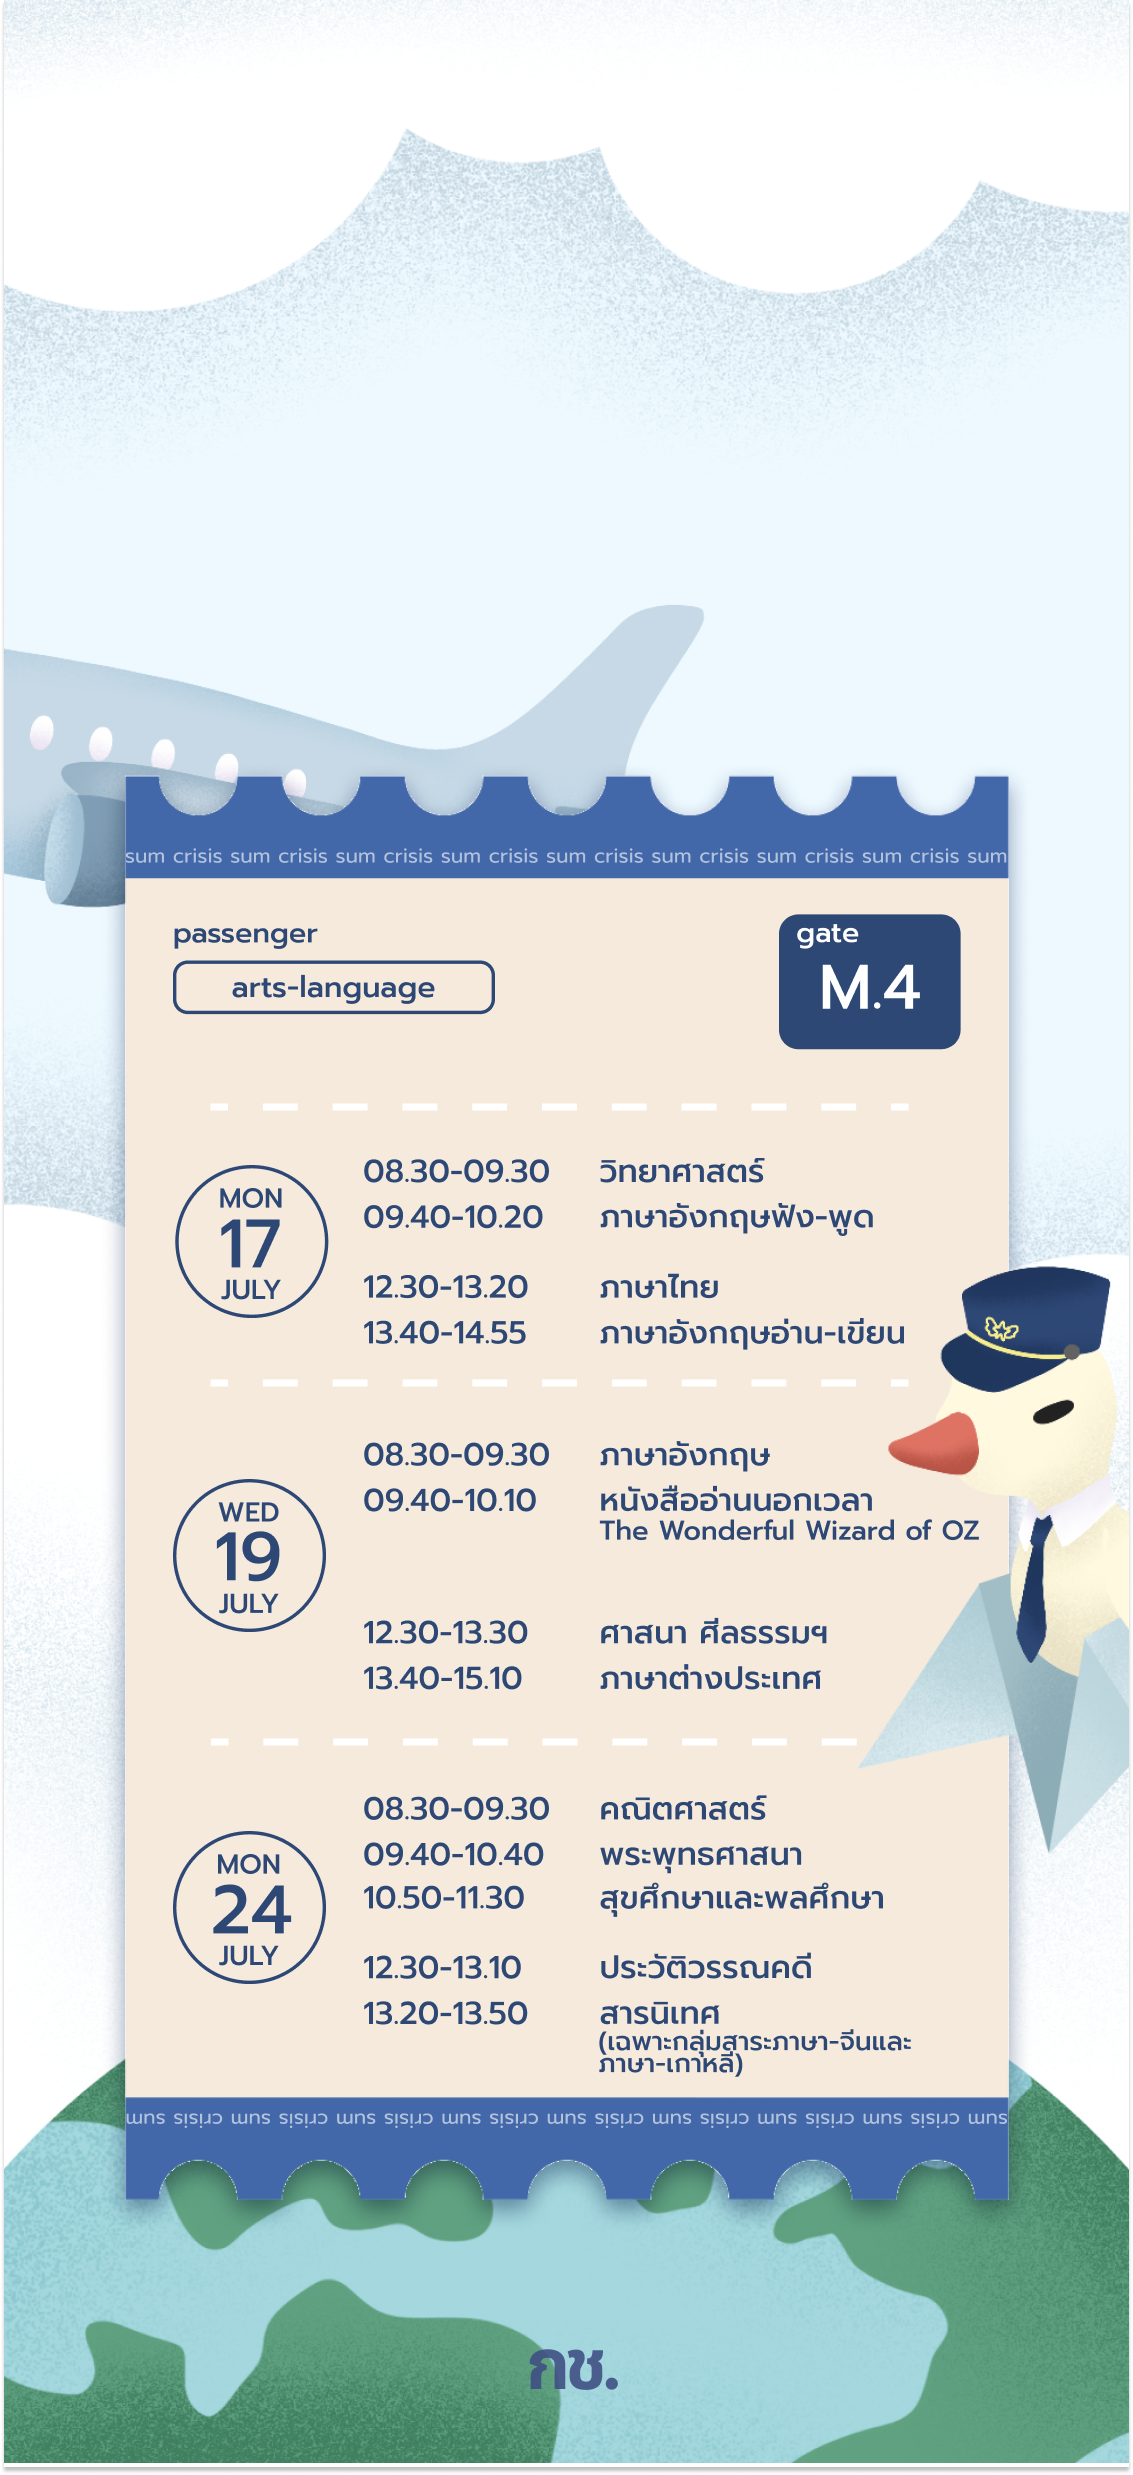 sum crisis sum crisis sum crisis sum crisis sum crisis sum crisis sum crisis sum crisis sum
passenger
arts-language
gate
M.4
MON
17
JULY
08.30-09.30 วิทยาศาสตร์
09.40-10.20 ภาษาอังกฤษฟัง-พูด
12.30-13.20 ภาษาไทย
13.40-14.55 ภาษาอังกฤษอ่าน-เขียน
WED
19
JULY
08.30-09.30 ภาษาอังกฤษ
09.40-10.10 หนังสืออ่านนอกเวลา
The Wonderful Wizard of OZ
12.30-13.30 ศาสนา ศีลธรรมฯ
13.40-15.10 ภาษาต่างประเทศ
MON
24
JULY
08.30-09.30 คณิตศาสตร์
09.40-10.40 พระพุทธศาสนา
10.50-11.30 สุขศึกษาและพลศึกษา
12.30-13.10 ประวัติวรรณคดี
13.20-13.50 สารนิเทศ
(เฉพาะกลุ่มสาระภาษา-จีนและ
ภาษา-เกาหลี)
sum crisis sum crisis sum crisis sum crisis sum crisis sum crisis sum crisis sum crisis sum
กช.